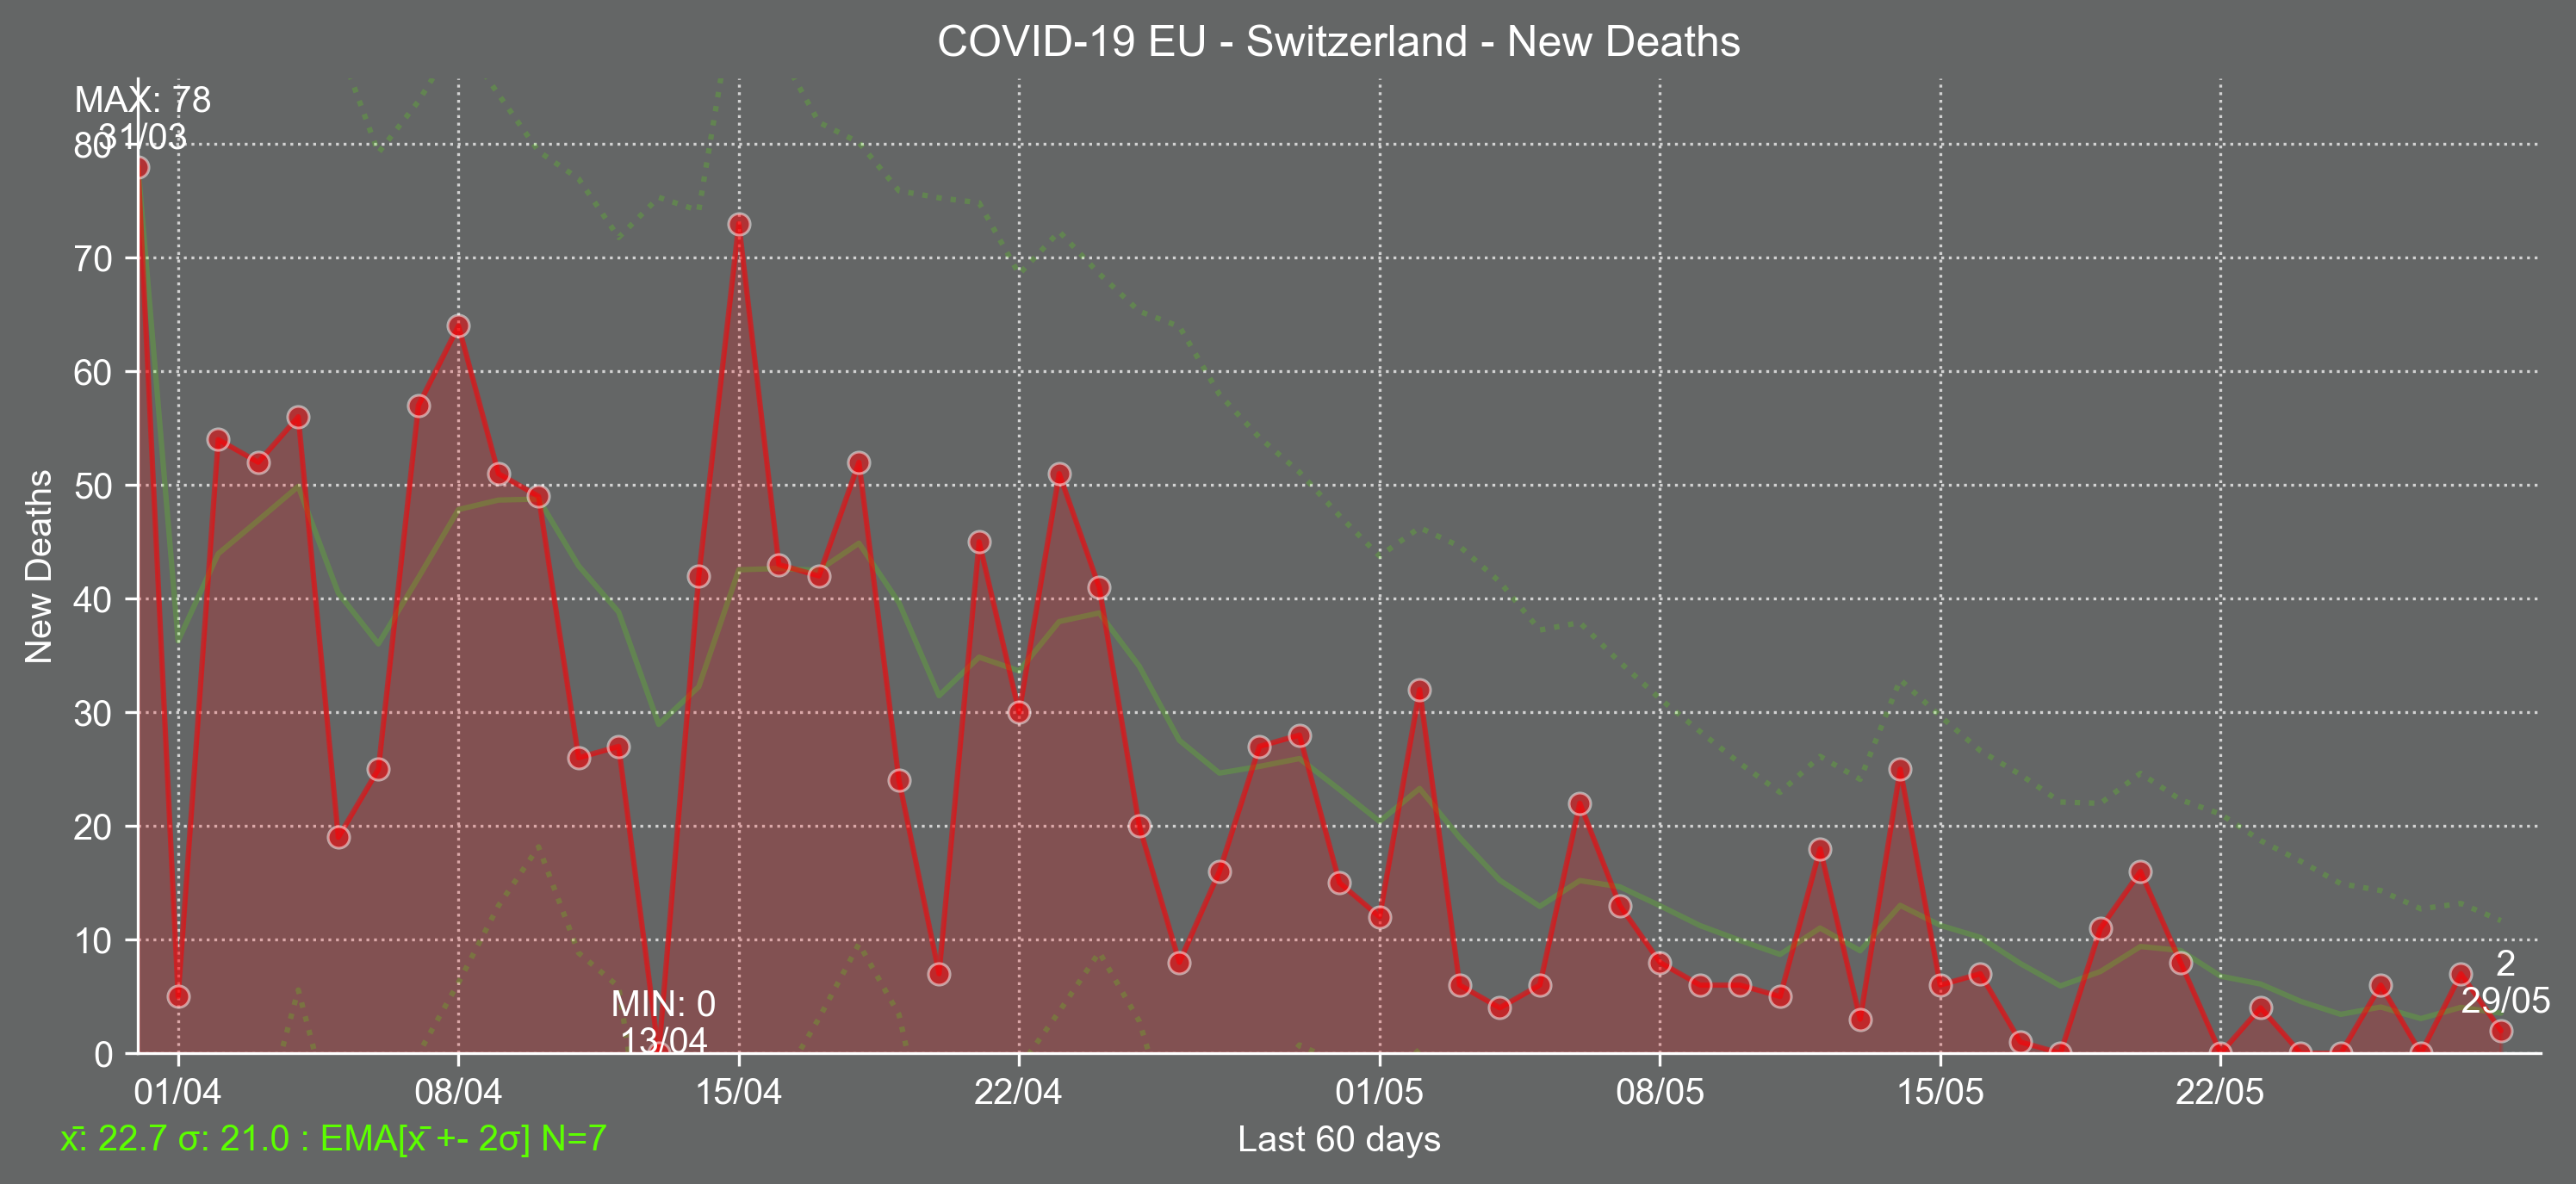 COVID-19 EU - Switzerland - New Deaths
MAX: 78
31/03
80
70
60
50
40
30
20
10
0
New Deaths
MIN: 0
13/04
2
29/05
01/04 08/04 15/04 22/04 01/05 08/05 15/05 22/05
x̄: 22.7 σ: 21.0 : EMA[x̄ +- 2σ] N=7
Last 60 days